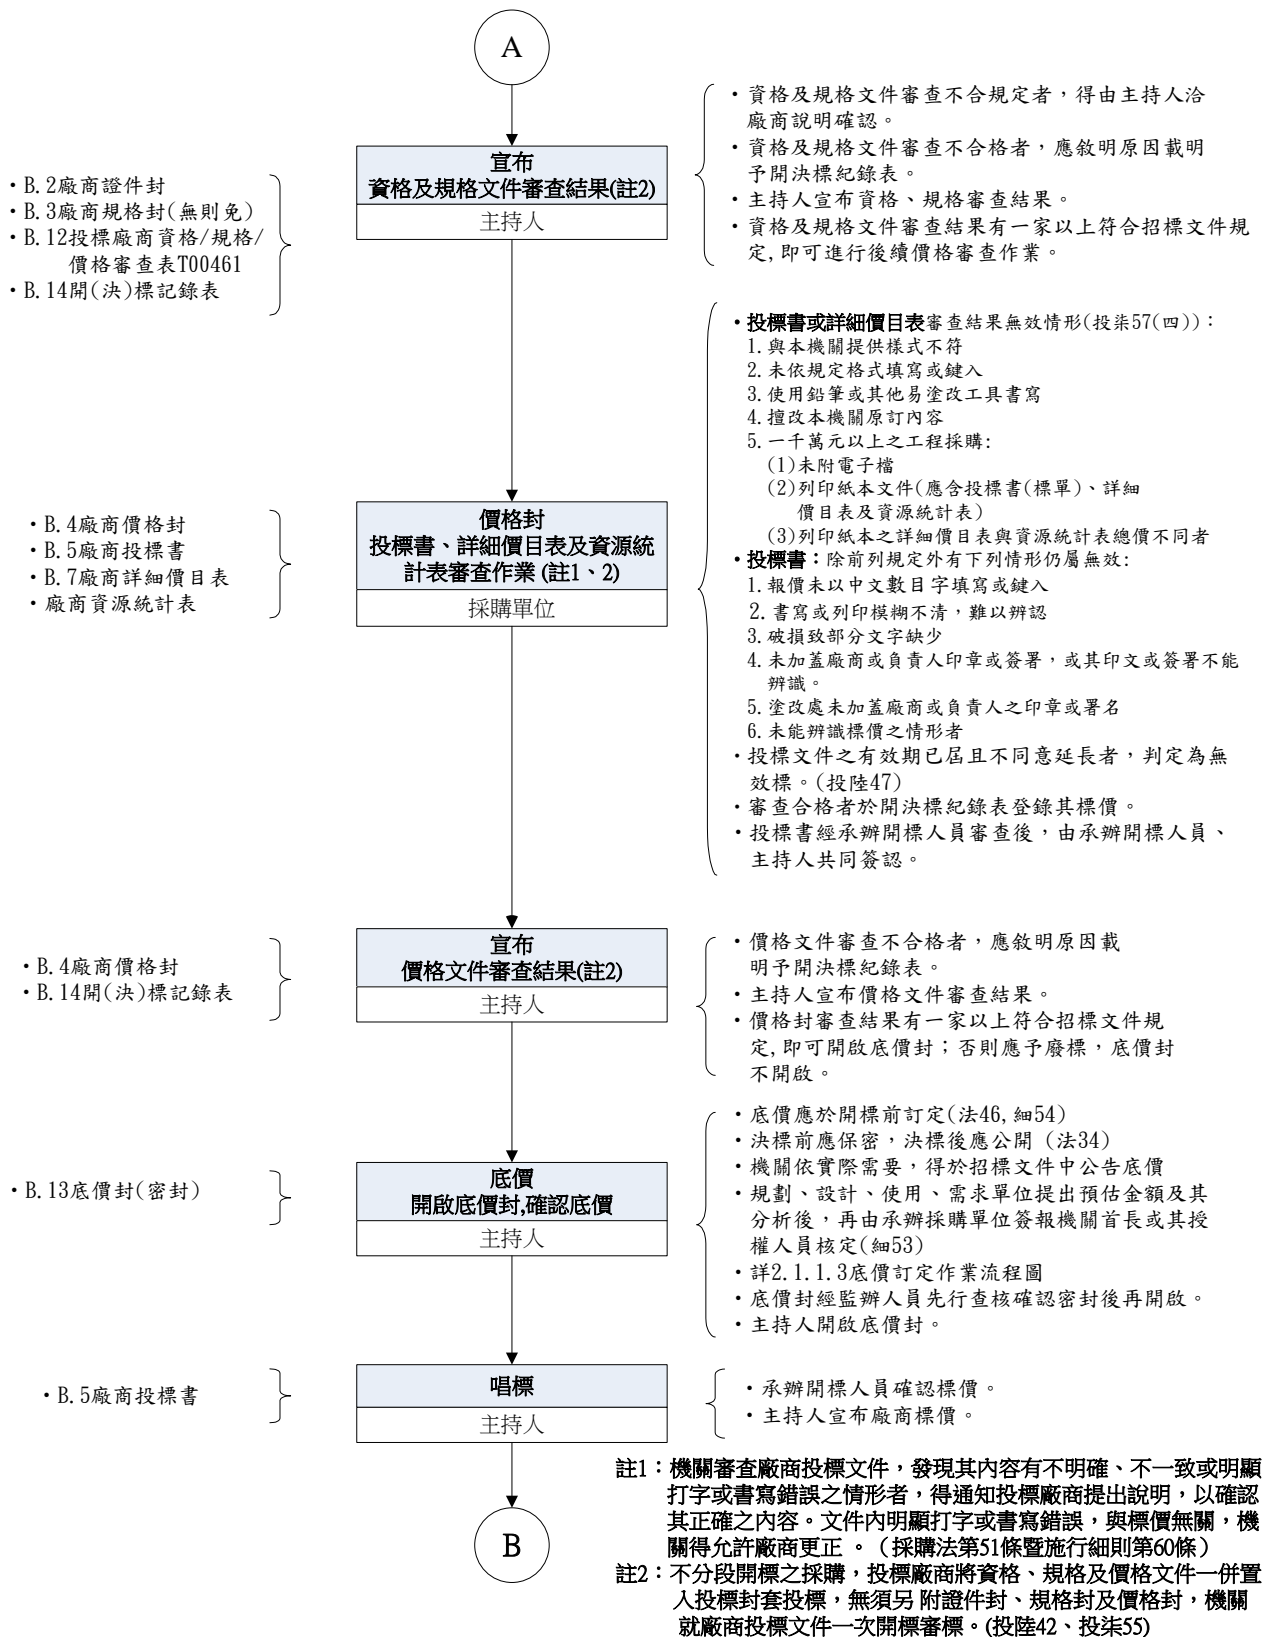 A
宣布
資格及規格文件審查結果(註2)
主持人
・B.2廠商證件封
・B.3廠商規格封(無則免)
・B.12投標廠商資格/規格/
價格審查表T00461
・B.14開(決)標記錄表
・資格及規格文件審查不合規定者，得由主持人洽
廠商說明確認。
・資格及規格文件審查不合格者，應敘明原因載明
予開決標紀錄表。
・主持人宣布資格、規格審查結果。
・資格及規格文件審查結果有一家以上符合招標文件規
定,即可進行後續價格審查作業。
價格封
投標書、詳細價目表及資源統
計表審查作業 (註1、2)
採購單位
・B.4廠商價格封
・B.5廠商投標書
・B.7廠商詳細價目表
・廠商資源統計表
・投標書或詳細價目表審查結果無效情形(投柒57(四))：
1.與本機關提供樣式不符
2.未依規定格式填寫或鍵入
3.使用鉛筆或其他易塗改工具書寫
4.擅改本機關原訂內容
5.一千萬元以上之工程採購:
(1)未附電子檔
(2)列印紙本文件(應含投標書(標單)、詳細
價目表及資源統計表)
(3)列印紙本之詳細價目表與資源統計表總價不同者
・投標書：除前列規定外有下列情形仍屬無效:
1.報價未以中文數目字填寫或鍵入
2.書寫或列印模糊不清，難以辨認
3.破損致部分文字缺少
4.未加蓋廠商或負責人印章或簽署，或其印文或簽署不能
辨識。
5.塗改處未加蓋廠商或負責人之印章或署名
6.未能辨識標價之情形者
・投標文件之有效期已屆且不同意延長者，判定為無
效標。(投陸47)
・審查合格者於開決標紀錄表登錄其標價。
・投標書經承辦開標人員審查後，由承辦開標人員、
主持人共同簽認。
宣布
價格文件審查結果(註2)
主持人
・B.4廠商價格封
・B.14開(決)標記錄表
・價格文件審查不合格者，應敘明原因載
明予開決標紀錄表。
・主持人宣布價格文件審查結果。
・價格封審查結果有一家以上符合招標文件規
定,即可開啟底價封；否則應予廢標，底價封
不開啟。
底價
開啟底價封,確認底價
主持人
・B.13底價封(密封)
・底價應於開標前訂定(法46,細54)
・決標前應保密，決標後應公開 (法34)
・機關依實際需要，得於招標文件中公告底價
・規劃、設計、使用、需求單位提出預估金額及其
分析後，再由承辦採購單位簽報機關首長或其授
權人員核定(細53)
・詳2.1.1.3底價訂定作業流程圖
・底價封經監辦人員先行查核確認密封後再開啟。
・主持人開啟底價封。
唱標
主持人
・B.5廠商投標書
・承辦開標人員確認標價。
・主持人宣布廠商標價。
B
註1：機關審查廠商投標文件，發現其內容有不明確、不一致或明顯
打字或書寫錯誤之情形者，得通知投標廠商提出說明，以確認
其正確之內容。文件內明顯打字或書寫錯誤，與標價無關，機
關得允許廠商更正 。（採購法第51條暨施行細則第60條）
註2：不分段開標之採購，投標廠商將資格、規格及價格文件一併置
入投標封套投標，無須另 附證件封、規格封及價格封，機關
就廠商投標文件一次開標審標。(投陸42、投柒55)